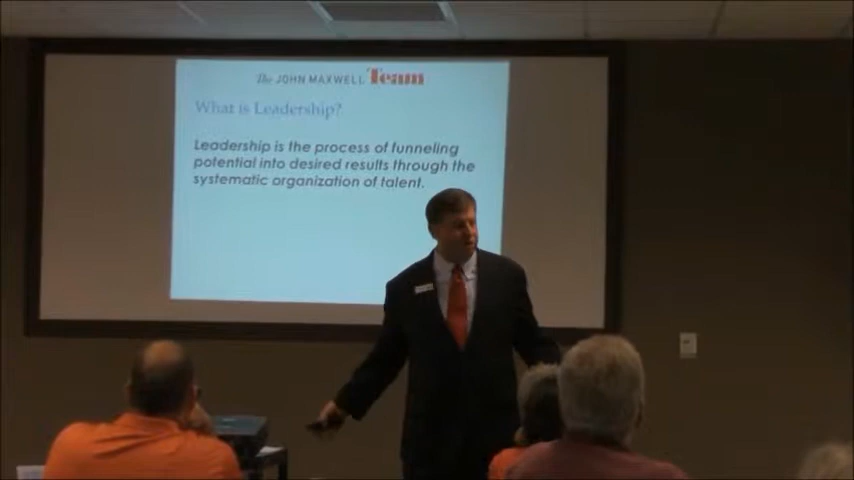 The JOHN MAXWELL Team
What is Leadership?
Leadership is the process of funneling
potential into desired results through the
systematic organization of talent.